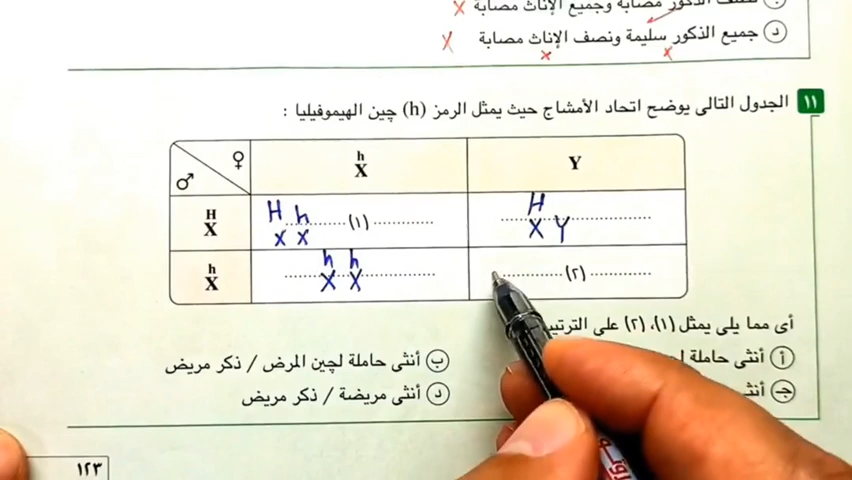 نصف الذكور مصابة وجميع الإناث مصابة X
د جميع الذكور سليمة ونصف الإناث مصابة X
x x
١١ الجدول التالى يوضح اتحاد الأمشاج حيث يمثل الرمز (h) چين الهيموفيليا :
♀ ♂
h X
Y
H X
H h X X ......(١)..............
H X Y
h X
h h X X
............(٢)............
أى مما يلى يمثل (١)، (٢) على الترتيب
أ أنثى حاملة
ب أنثى حاملة لچين المرض / ذكر مريض
جـ أنثى
د أنثى مريضة / ذكر مريض
١٢٣